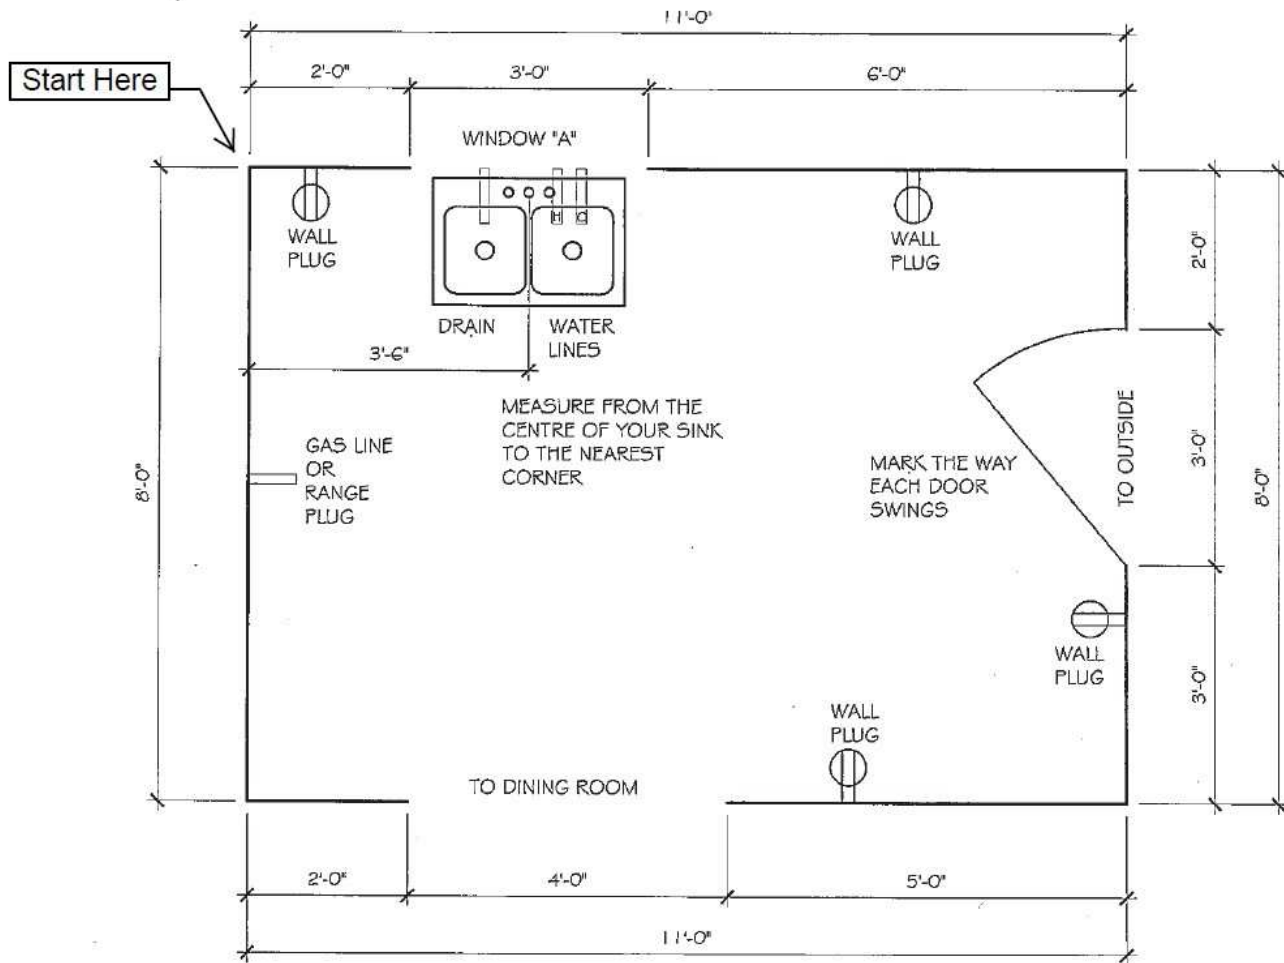 11'-0"
Start Here
2'-0"
3'-0"
6'-0"
WINDOW "A"
WALL
PLUG
WALL
PLUG
2'-0"
H
C
DRAIN
WATER
LINES
3'-6"
MEASURE FROM THE
CENTRE OF YOUR SINK
TO THE NEAREST
CORNER
GAS LINE
OR
RANGE
PLUG
8'-0"
MARK THE WAY
EACH DOOR
SWINGS
TO OUTSIDE
3'-0"
8'-0"
WALL
PLUG
3'-0"
WALL
PLUG
TO DINING ROOM
2'-0"
4'-0"
5'-0"
11'-0"